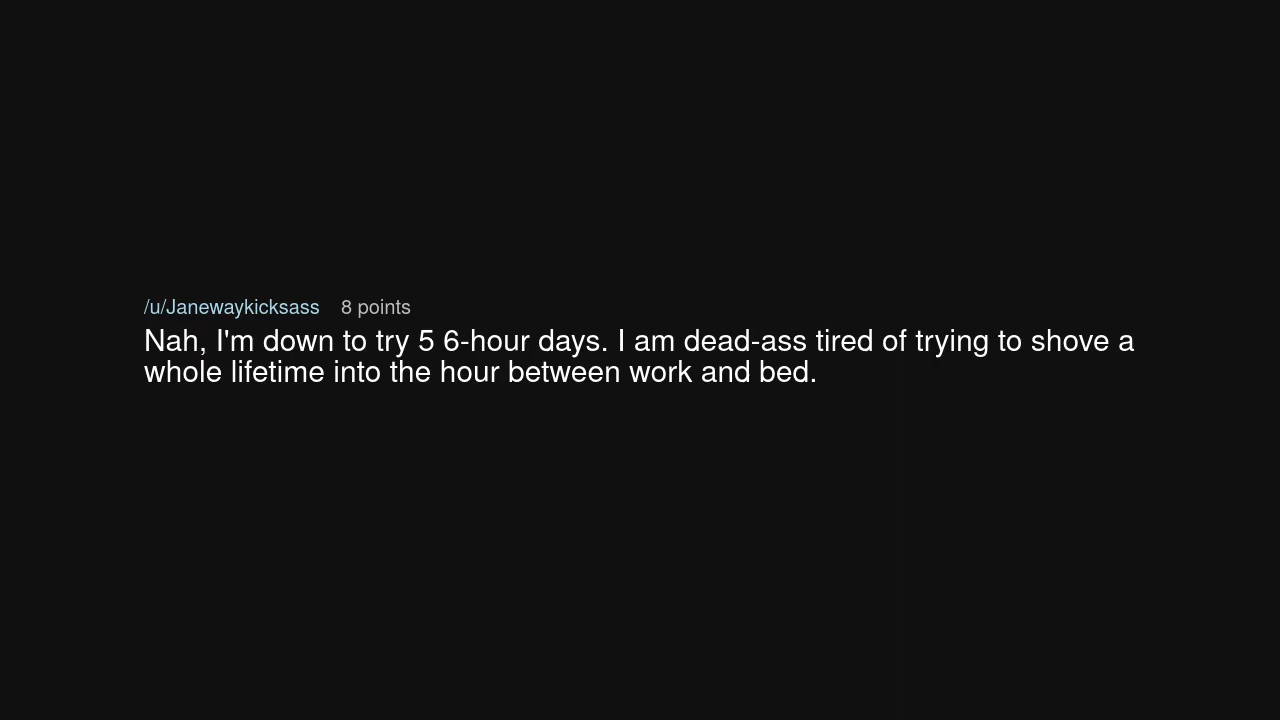 /u/Janewaykicksass 8 points
Nah, I'm down to try 5 6-hour days. I am dead-ass tired of trying to shove a
whole lifetime into the hour between work and bed.